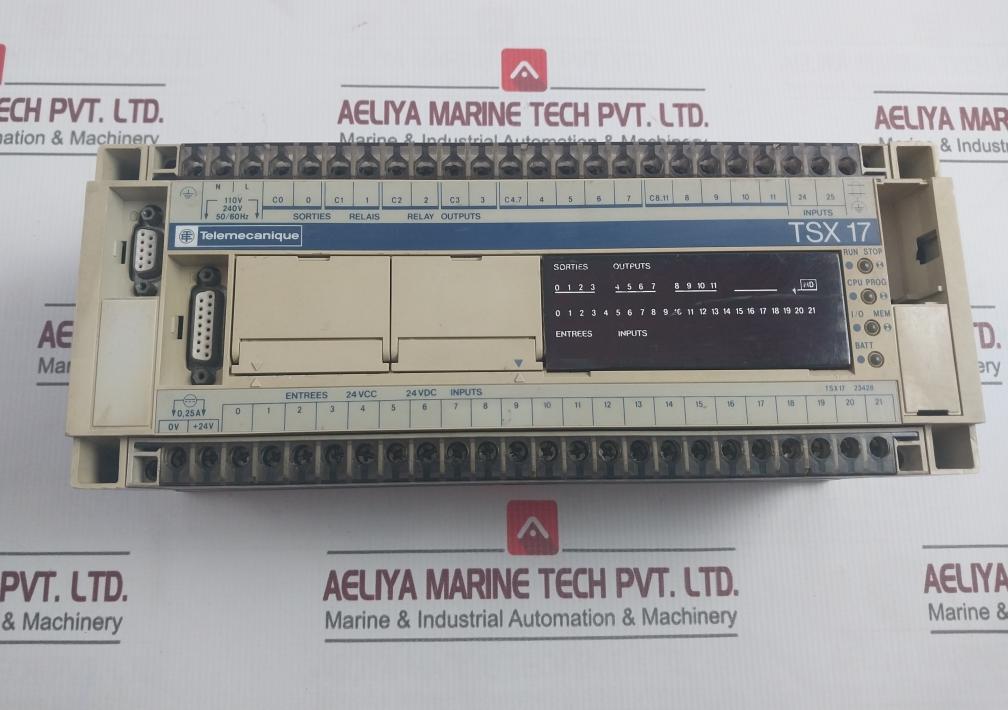 ECH PVT. LTD.
mation & Machinery
AELIYA MARINE TECH PVT. LTD.
Marine & Industrial Automation & Machinery
AELIYA MAR
Marine & Indust
N L
110V
240V
50/60Hz
C0 0 C1 1 C2 2 C3 3 C4.7 4 5 6 7 C8.11 8 9 10 11 24 25
SORTIES RELAIS RELAY OUTPUTS
INPUTS
Telemecanique
TSX 17
RUN STOP
CPU PROG
I/O MEM
BATT
SORTIES OUTPUTS
0 1 2 3 4 5 6 7 8 9 10 11
0 1 2 3 4 5 6 7 8 9 10 11 12 13 14 15 16 17 18 19 20 21
ENTREES INPUTS
ENTREES 24VCC 24VDC INPUTS
TSX17 23428
0,25A
0V +24V
0 1 2 3 4 5 6 7 8 9 10 11 12 13 14 15 16 17 18 19 20 21
Ma
D.
ery
PVT. LTD.
& Machinery
AELIYA MARINE TECH PVT. LTD.
Marine & Industrial Automation & Machinery
AELIYA
Marine &